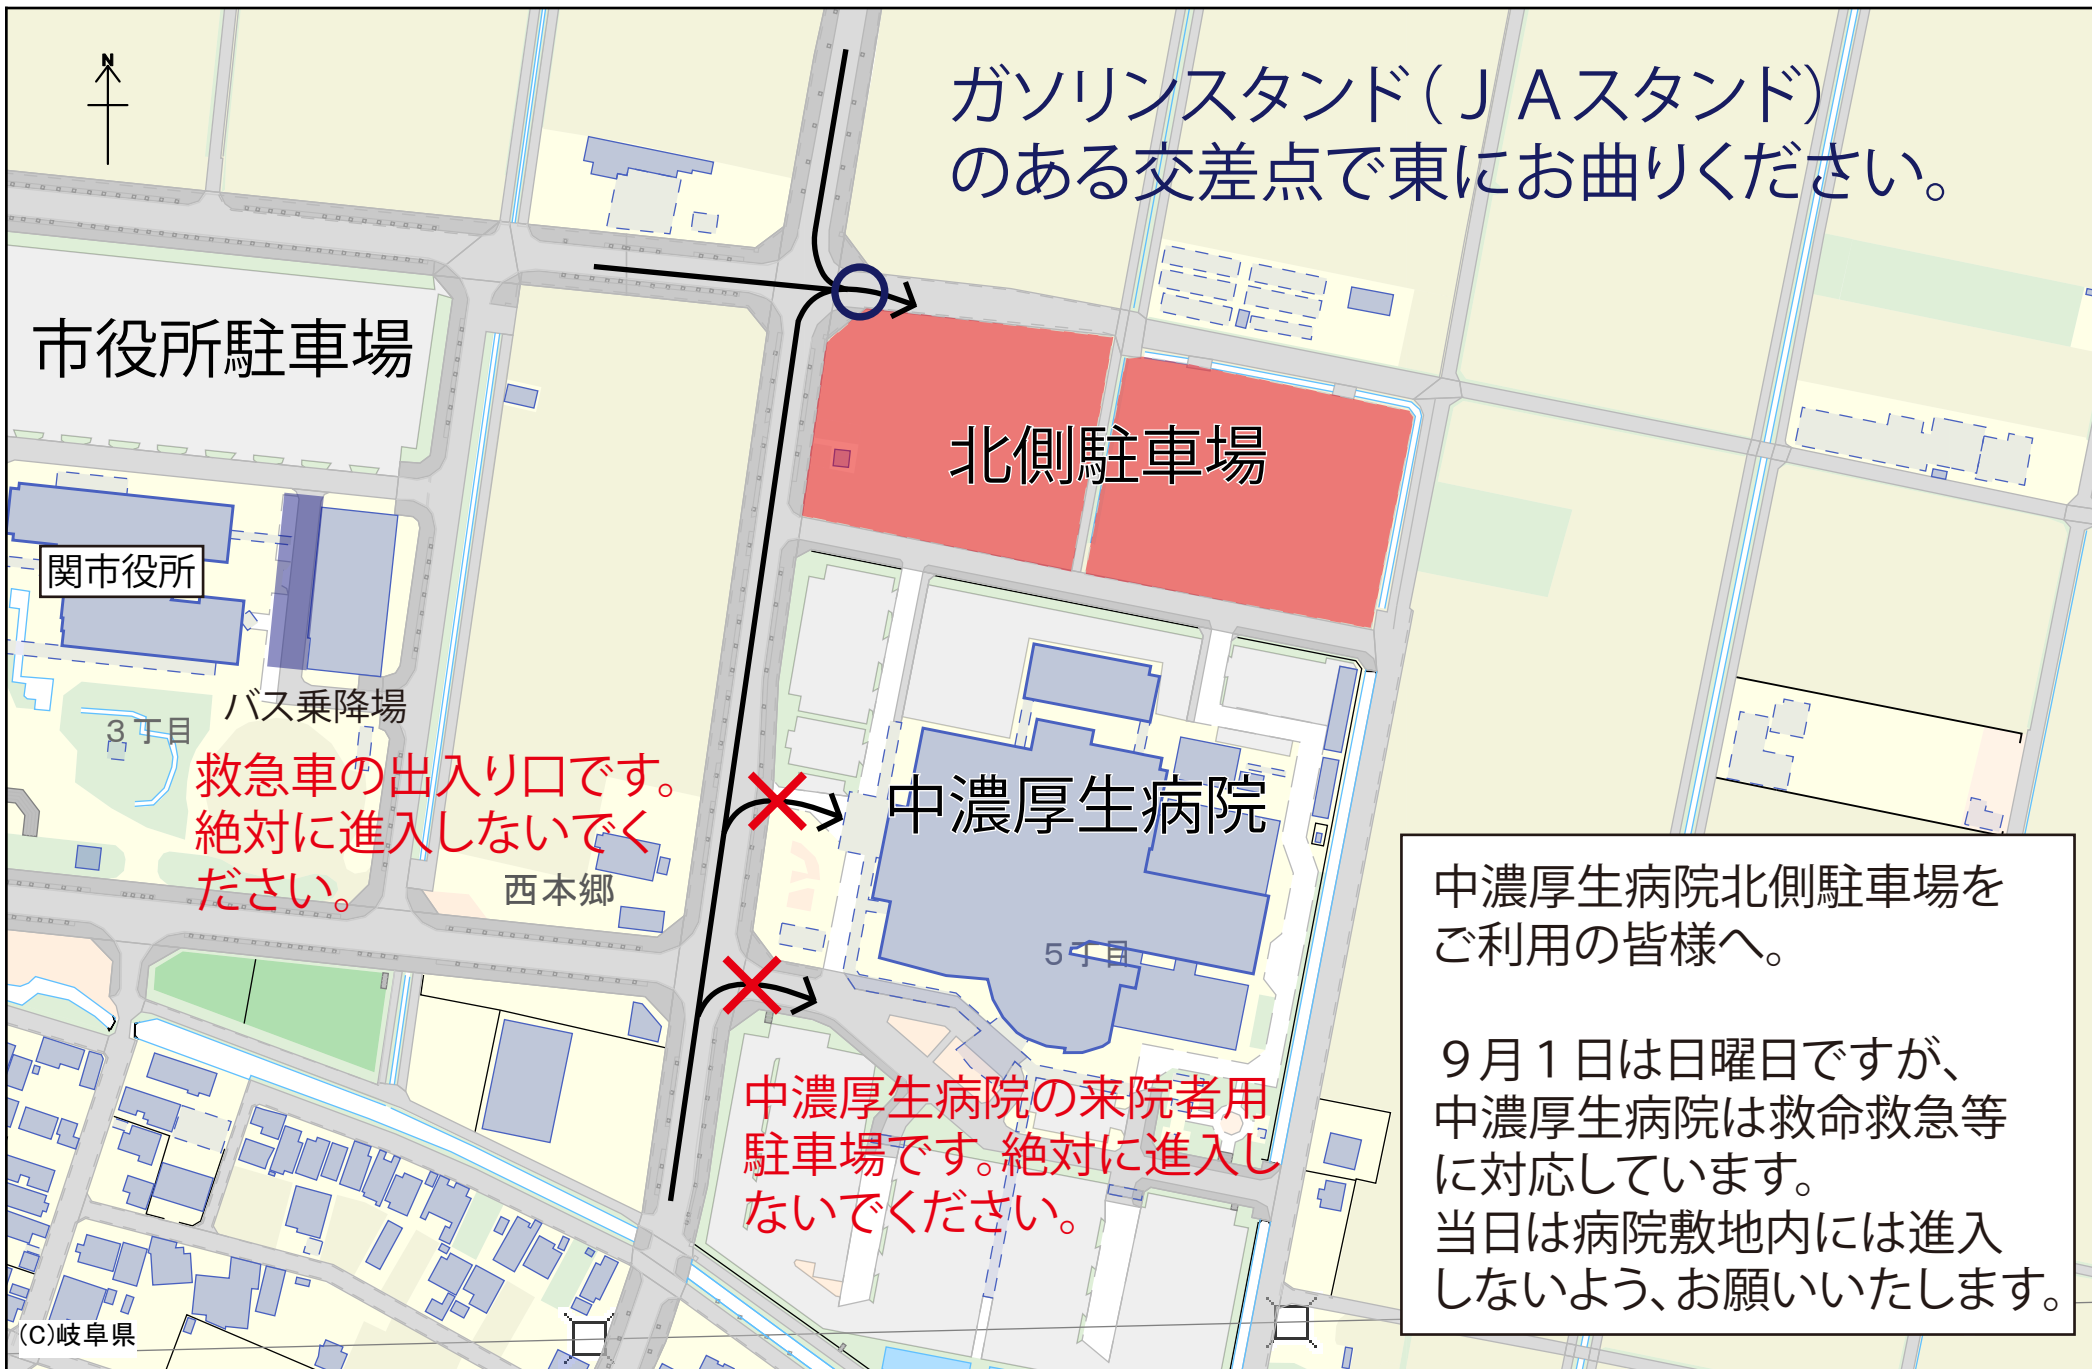 N
ガソリンスタンド(JAスタンド)
のある交差点で東にお曲りください。
市役所駐車場
北側駐車場
関市役所
バス乗降場
3丁目
救急車の出入り口です。
絶対に進入しないでく
ださい。
西本郷
中濃厚生病院
5丁目
中濃厚生病院の来院者用
駐車場です。絶対に進入し
ないでください。
中濃厚生病院北側駐車場を
ご利用の皆様へ。
9月1日は日曜日ですが、
中濃厚生病院は救命救急等
に対応しています。
当日は病院敷地内には進入
しないよう、お願いいたします。
(C)岐阜県